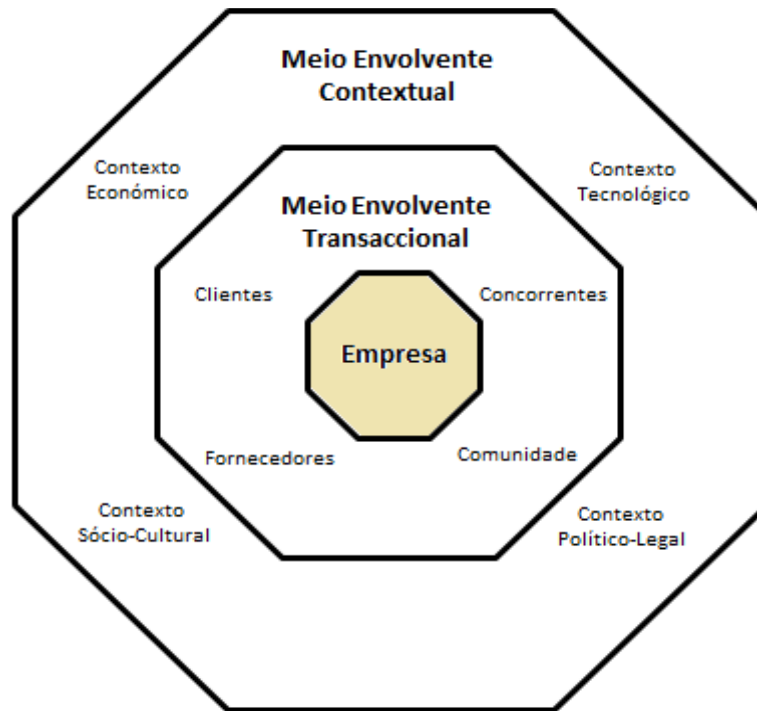 Meio Envolvente
Contextual
Contexto
Económico
Contexto
Tecnológico
Meio Envolvente
Transaccional
Clientes
Concorrentes
Empresa
Fornecedores
Comunidade
Contexto
Sócio-Cultural
Contexto
Político-Legal